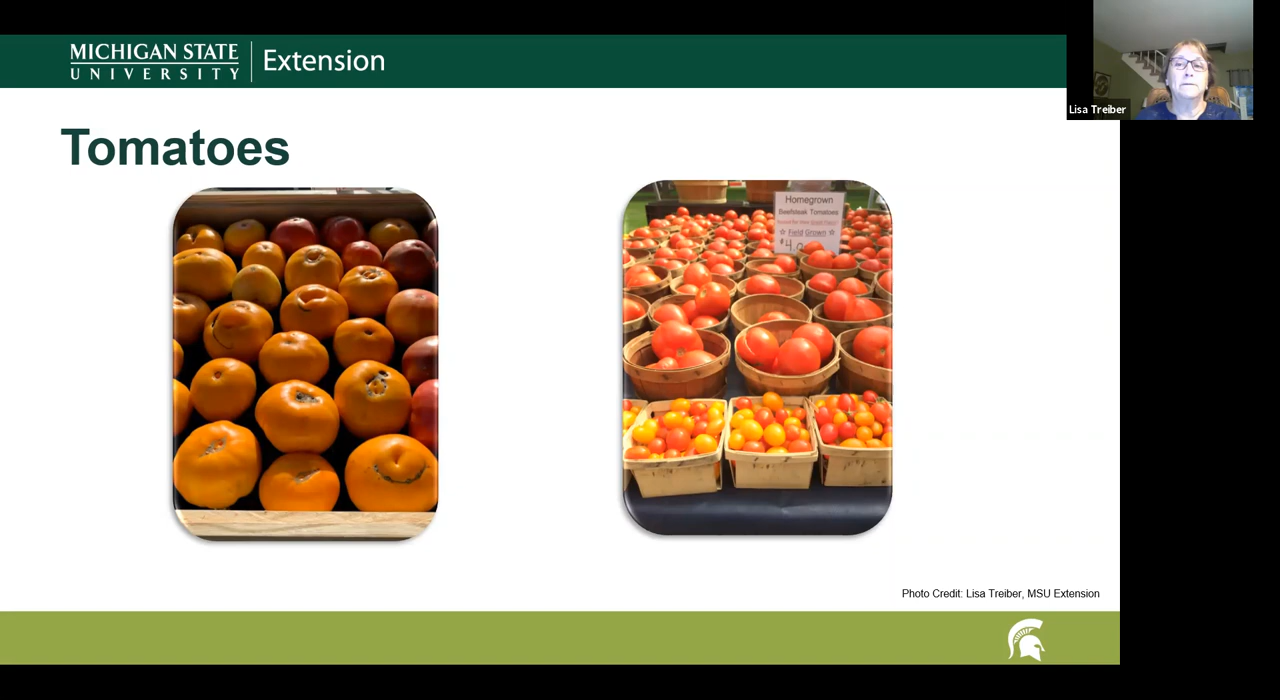 MICHIGAN STATE
UNIVERSITY
Extension
Lisa Treiber
Tomatoes
Homegrown
Beefsteak Tomatoes
Field Grown
Photo Credit: Lisa Treiber, MSU Extension